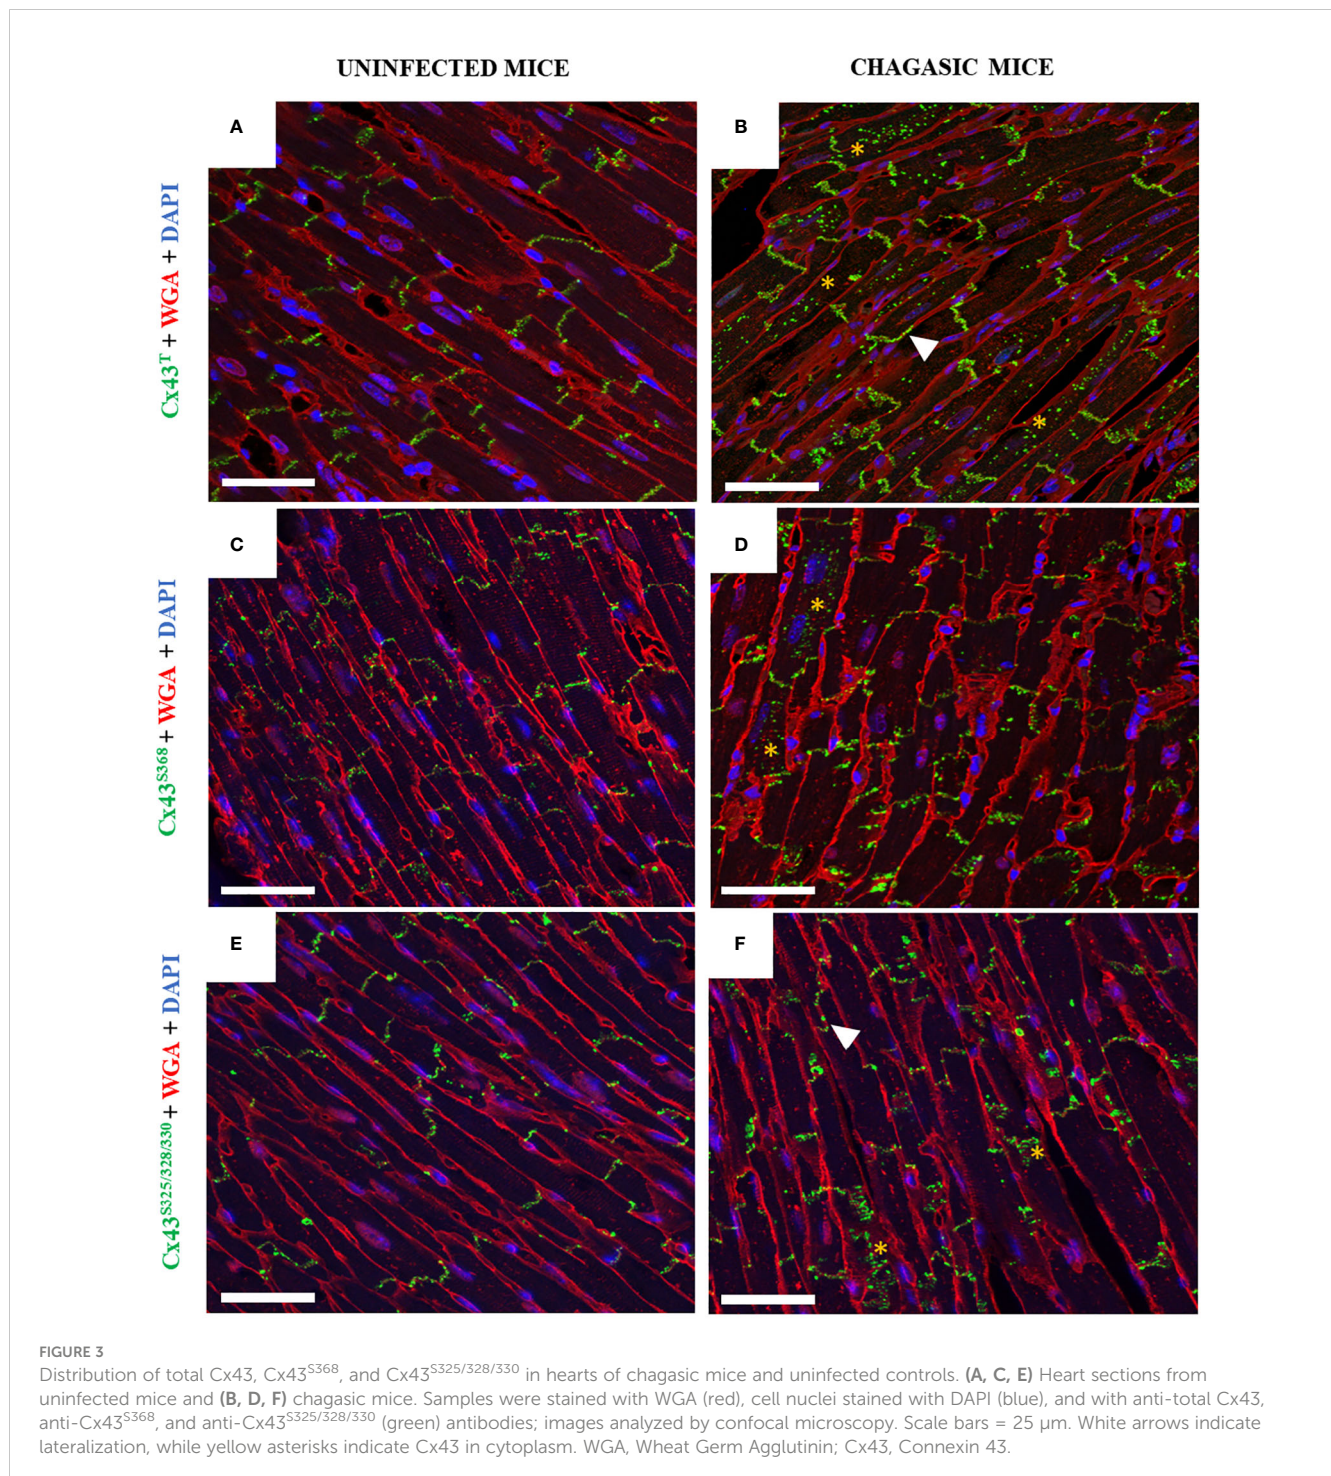 UNINFECTED MICE
CHAGASIC MICE
A
B
Cx43ᵀ + WGA + DAPI
C
D
Cx43ˢ³⁶⁸ + WGA + DAPI
E
F
Cx43ˢ³²⁵/³²⁸/³³⁰ + WGA + DAPI
FIGURE 3
Distribution of total Cx43, Cx43ˢ³⁶⁸, and Cx43ˢ³²⁵/³²⁸/³³⁰ in hearts of chagasic mice and uninfected controls. (A, C, E) Heart sections from
uninfected mice and (B, D, F) chagasic mice. Samples were stained with WGA (red), cell nuclei stained with DAPI (blue), and with anti-total Cx43,
anti-Cx43ˢ³⁶⁸, and anti-Cx43ˢ³²⁵/³²⁸/³³⁰ (green) antibodies; images analyzed by confocal microscopy. Scale bars = 25 µm. White arrows indicate
lateralization, while yellow asterisks indicate Cx43 in cytoplasm. WGA, Wheat Germ Agglutinin; Cx43, Connexin 43.